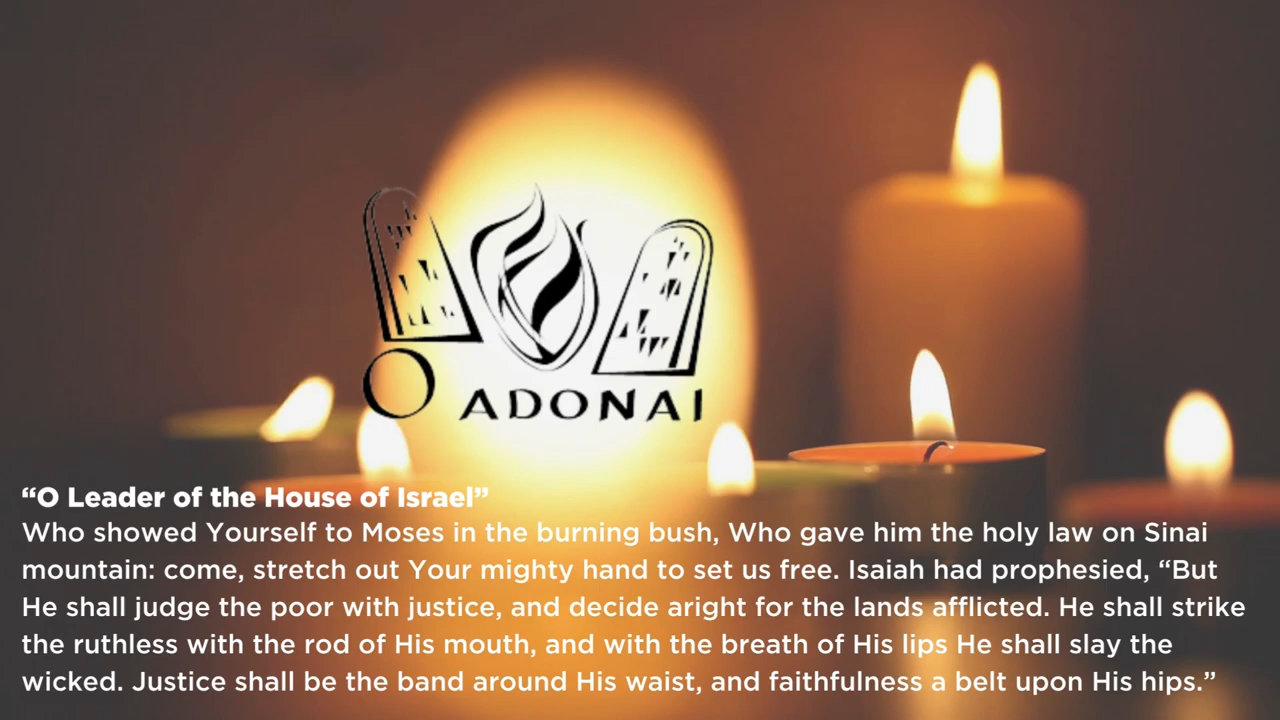 O ADONAI
“O Leader of the House of Israel”
Who showed Yourself to Moses in the burning bush, Who gave him the holy law on Sinai
mountain: come, stretch out Your mighty hand to set us free. Isaiah had prophesied, “But
He shall judge the poor with justice, and decide aright for the lands afflicted. He shall strike
the ruthless with the rod of His mouth, and with the breath of His lips He shall slay the
wicked. Justice shall be the band around His waist, and faithfulness a belt upon His hips.”